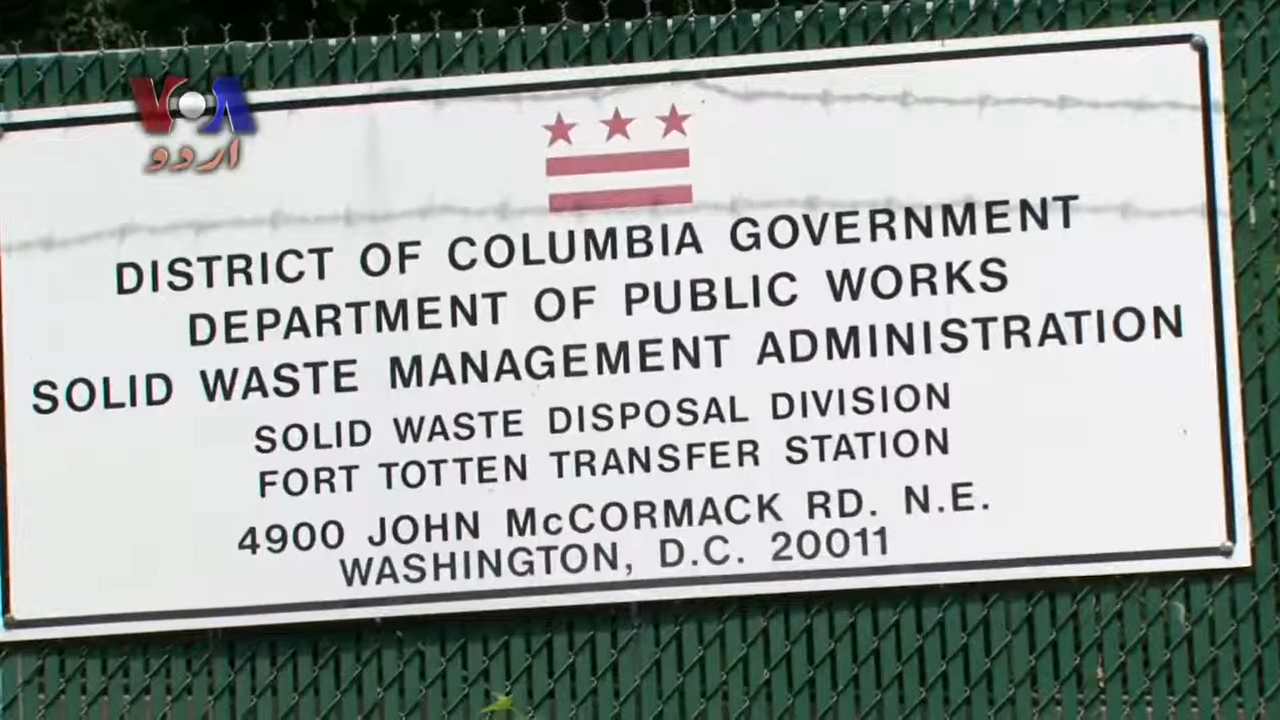 VOA
اردو
DISTRICT OF COLUMBIA GOVERNMENT
DEPARTMENT OF PUBLIC WORKS
SOLID WASTE MANAGEMENT ADMINISTRATION
SOLID WASTE DISPOSAL DIVISION
FORT TOTTEN TRANSFER STATION
4900 JOHN McCORMACK RD. N.E.
WASHINGTON, D.C. 20011